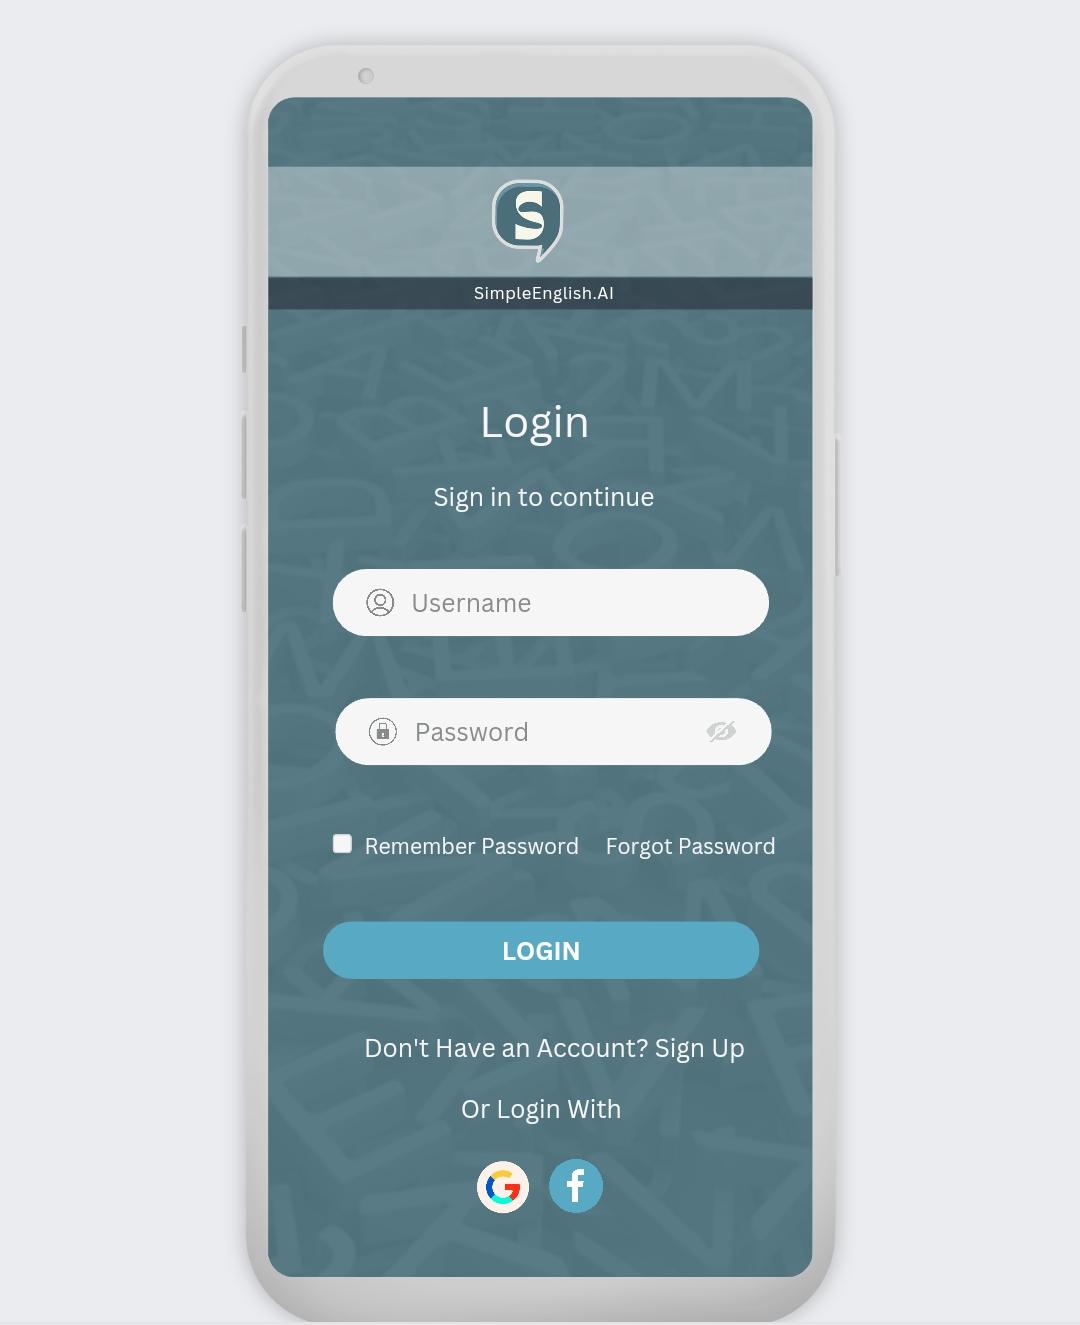 S
SimpleEnglish.AI
Login
Sign in to continue
Username
Password
Remember Password Forgot Password
LOGIN
Don't Have an Account? Sign Up
Or Login With
G f